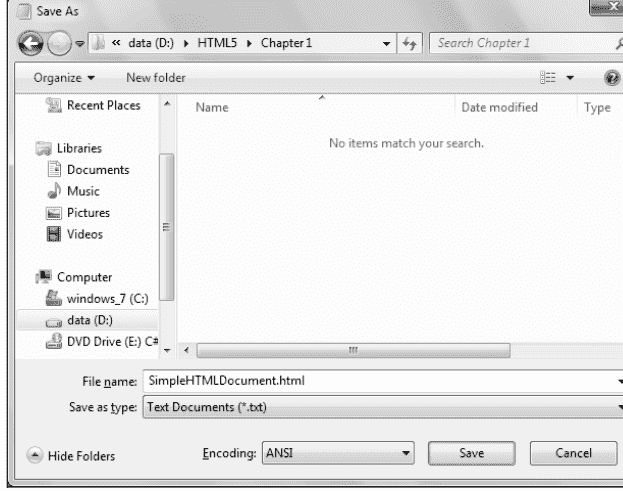 Save As
« data (D:) ▸ HTML5 ▸ Chapter 1
Search Chapter 1
Organize
New folder
Name
Date modified
Type
Recent Places
No items match your search.
Libraries
Documents
Music
Pictures
Videos
Computer
windows_7 (C:)
data (D:)
DVD Drive (E:) C#
File name: SimpleHTMLDocument.html
Save as type: Text Documents (*.txt)
Hide Folders
Encoding: ANSI
Save
Cancel